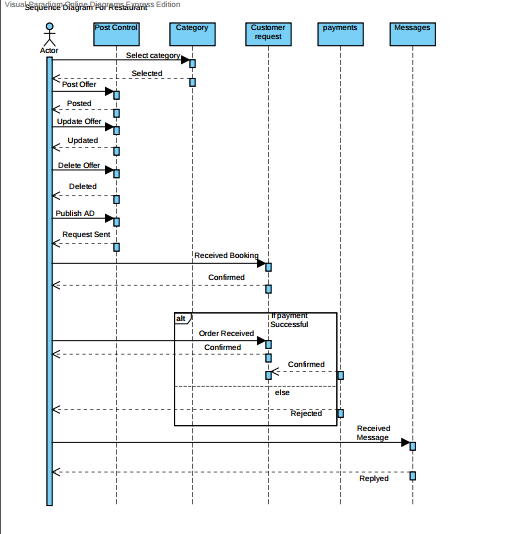 Visual Paradigm Online Diagrams Express Edition
Sequence Diagram For Restaurant
Actor
Post Control
Category
Customer
request
payments
Messages
Select category
Selected
Post Offer
Posted
Update Offer
Updated
Delete Offer
Deleted
Publish AD
Request Sent
Received Booking
Confirmed
alt
If payment
Successful
Order Received
Confirmed
Confirmed
else
Rejected
Received
Message
Replyed